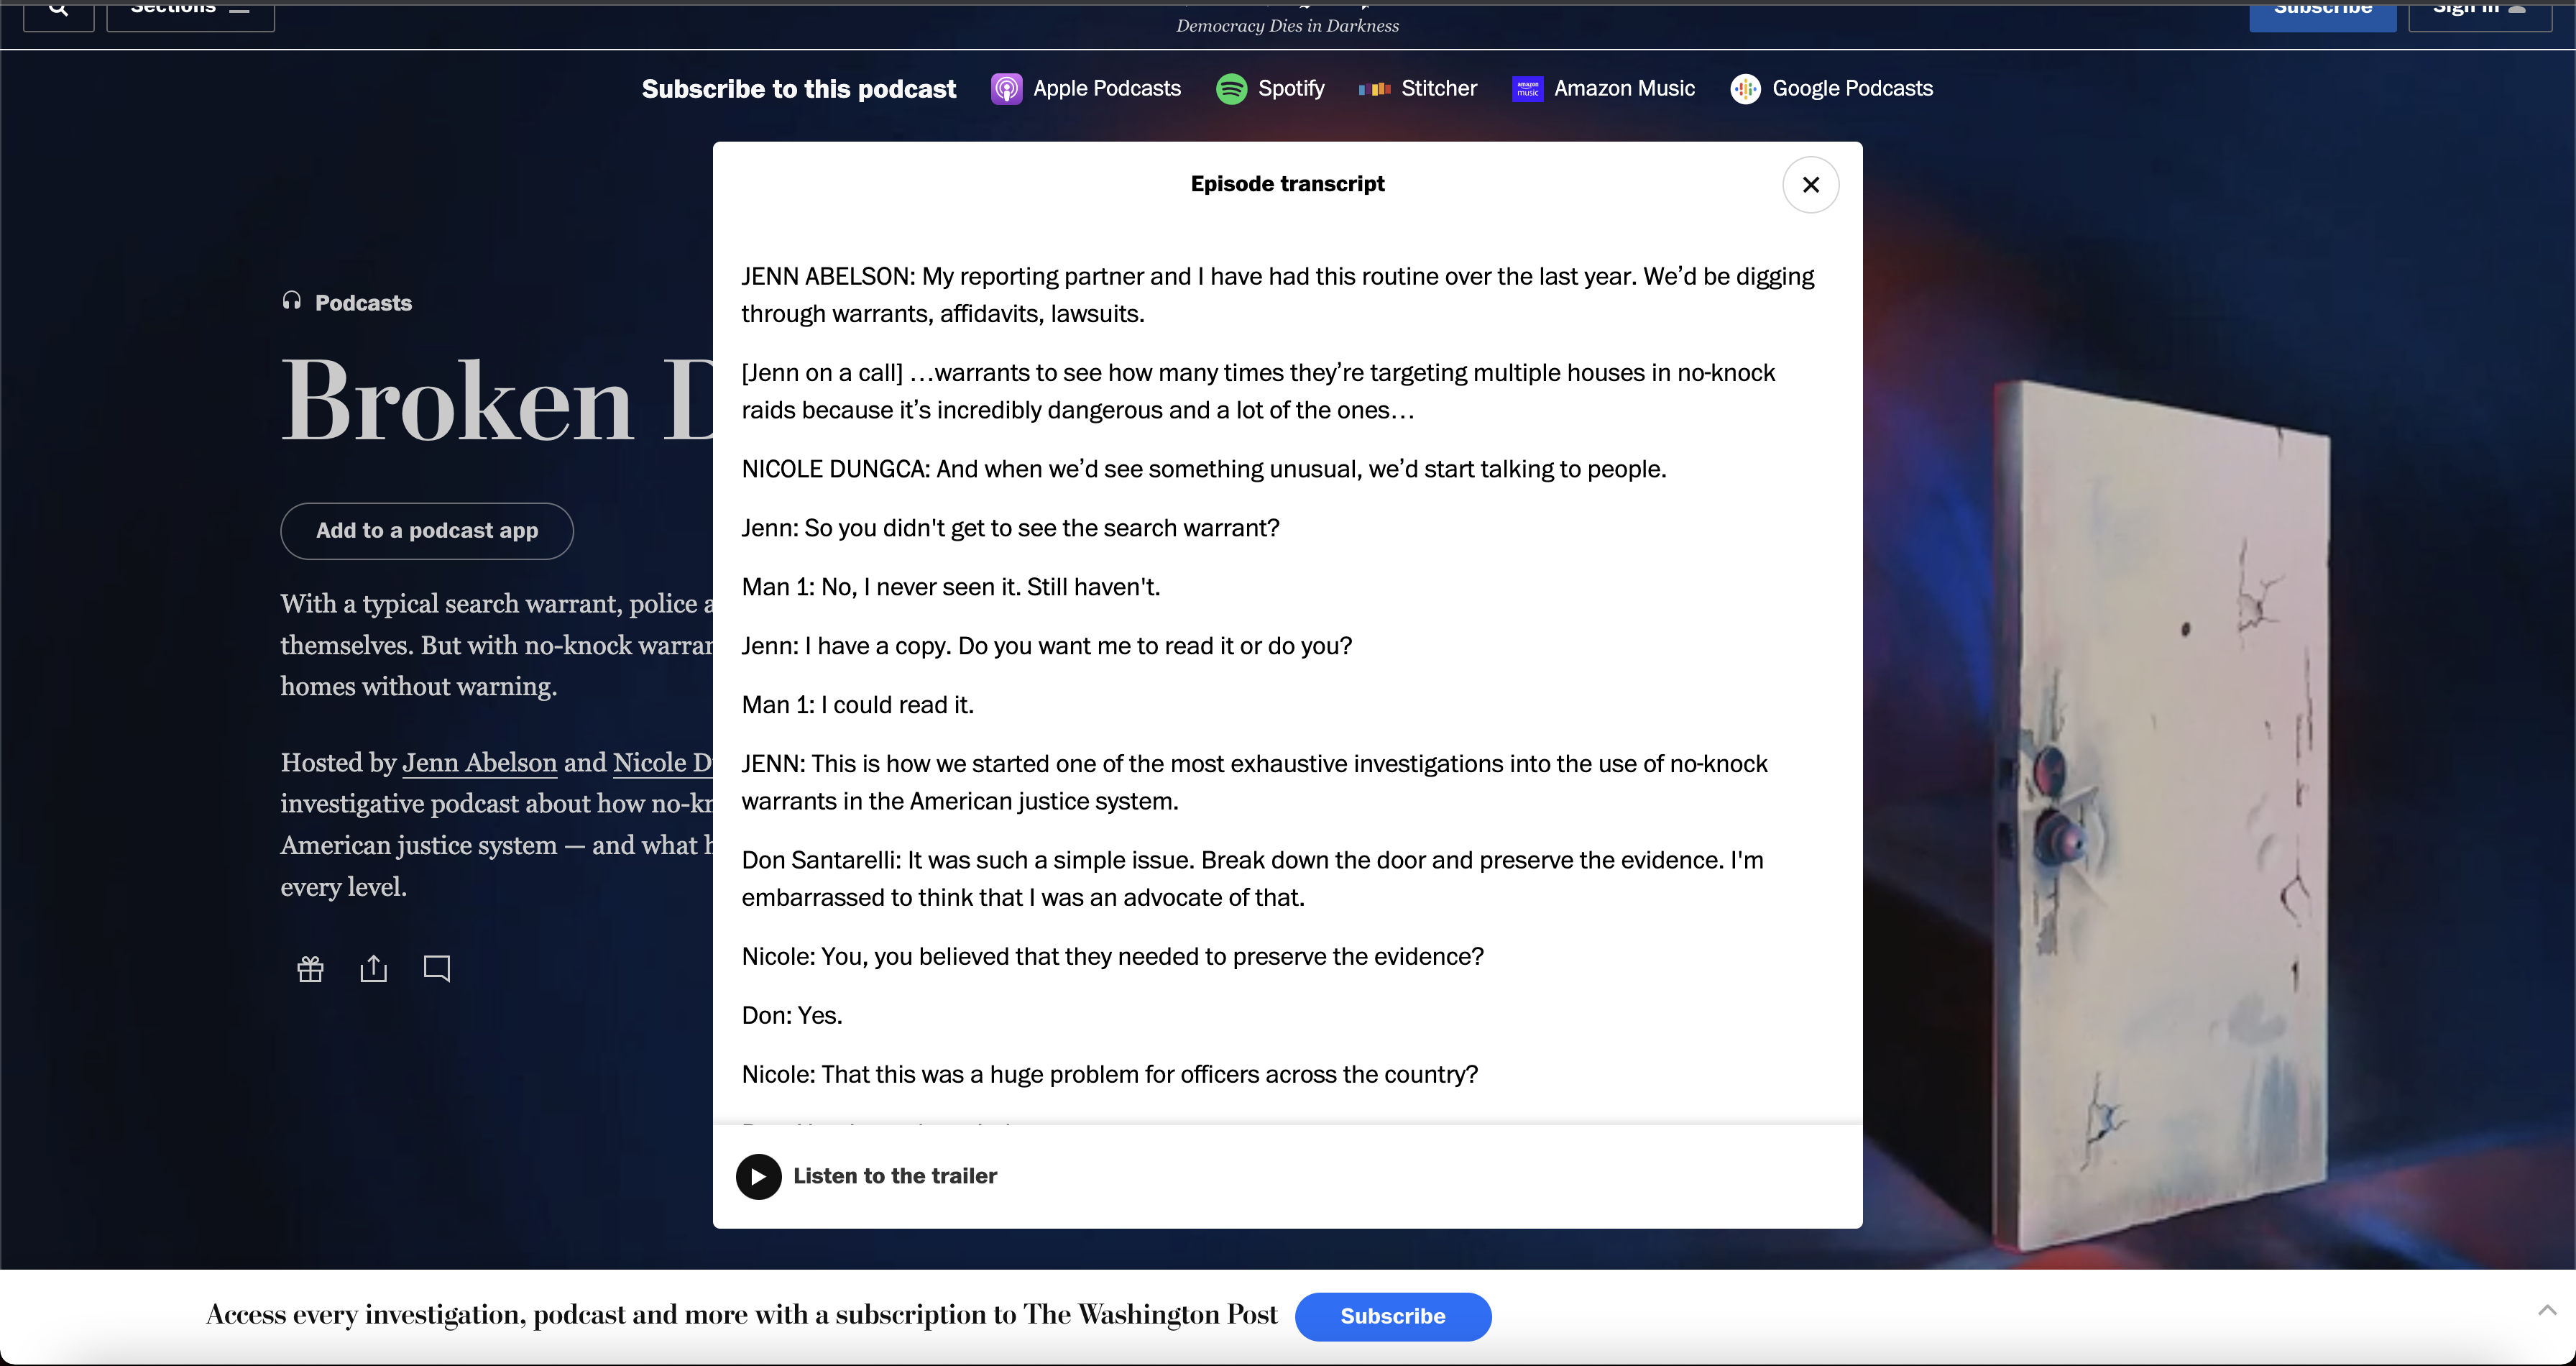 Sections
Democracy Dies in Darkness
Subscribe
Sign in
Subscribe to this podcast
Apple Podcasts
Spotify
Stitcher
amazon music
Amazon Music
Google Podcasts
Podcasts
Broken D
Add to a podcast app
With a typical search warrant, police a
themselves. But with no-knock warran
homes without warning.
Hosted by Jenn Abelson and Nicole D
investigative podcast about how no-kn
American justice system — and what h
every level.
Episode transcript
JENN ABELSON: My reporting partner and I have had this routine over the last year. We’d be digging
through warrants, affidavits, lawsuits.
[Jenn on a call] …warrants to see how many times they’re targeting multiple houses in no-knock
raids because it’s incredibly dangerous and a lot of the ones…
NICOLE DUNGCA: And when we’d see something unusual, we’d start talking to people.
Jenn: So you didn't get to see the search warrant?
Man 1: No, I never seen it. Still haven't.
Jenn: I have a copy. Do you want me to read it or do you?
Man 1: I could read it.
JENN: This is how we started one of the most exhaustive investigations into the use of no-knock
warrants in the American justice system.
Don Santarelli: It was such a simple issue. Break down the door and preserve the evidence. I'm
embarrassed to think that I was an advocate of that.
Nicole: You, you believed that they needed to preserve the evidence?
Don: Yes.
Nicole: That this was a huge problem for officers across the country?
Listen to the trailer
Access every investigation, podcast and more with a subscription to The Washington Post
Subscribe